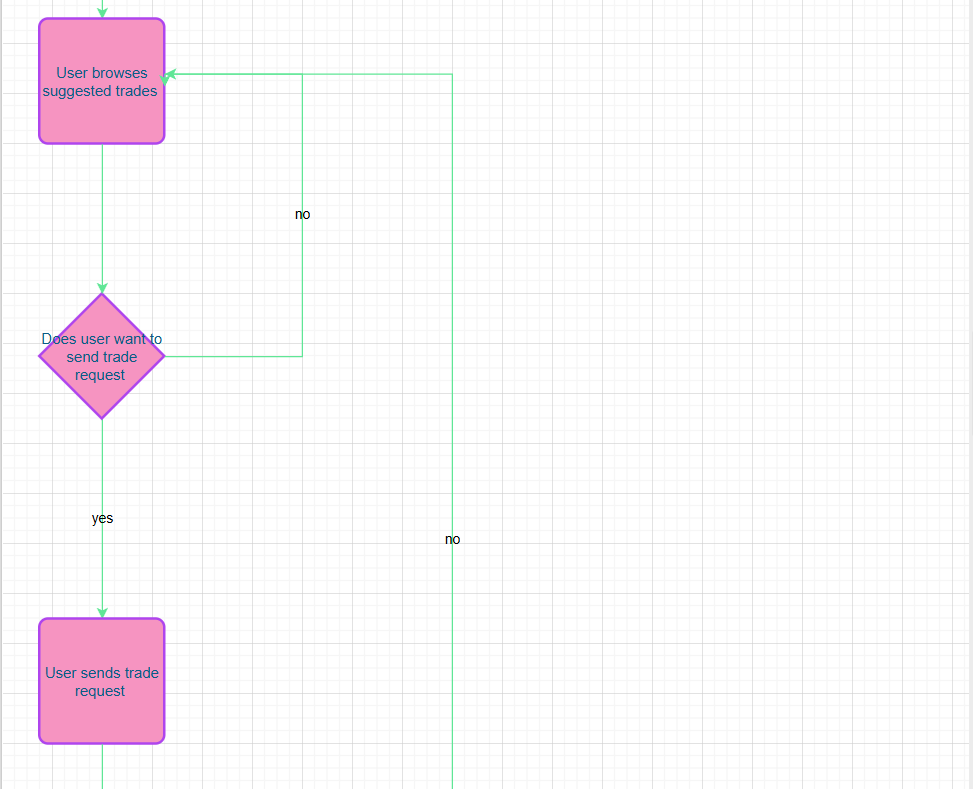 User browses
suggested trades
no
Does user want to
send trade
request
yes
no
User sends trade
request